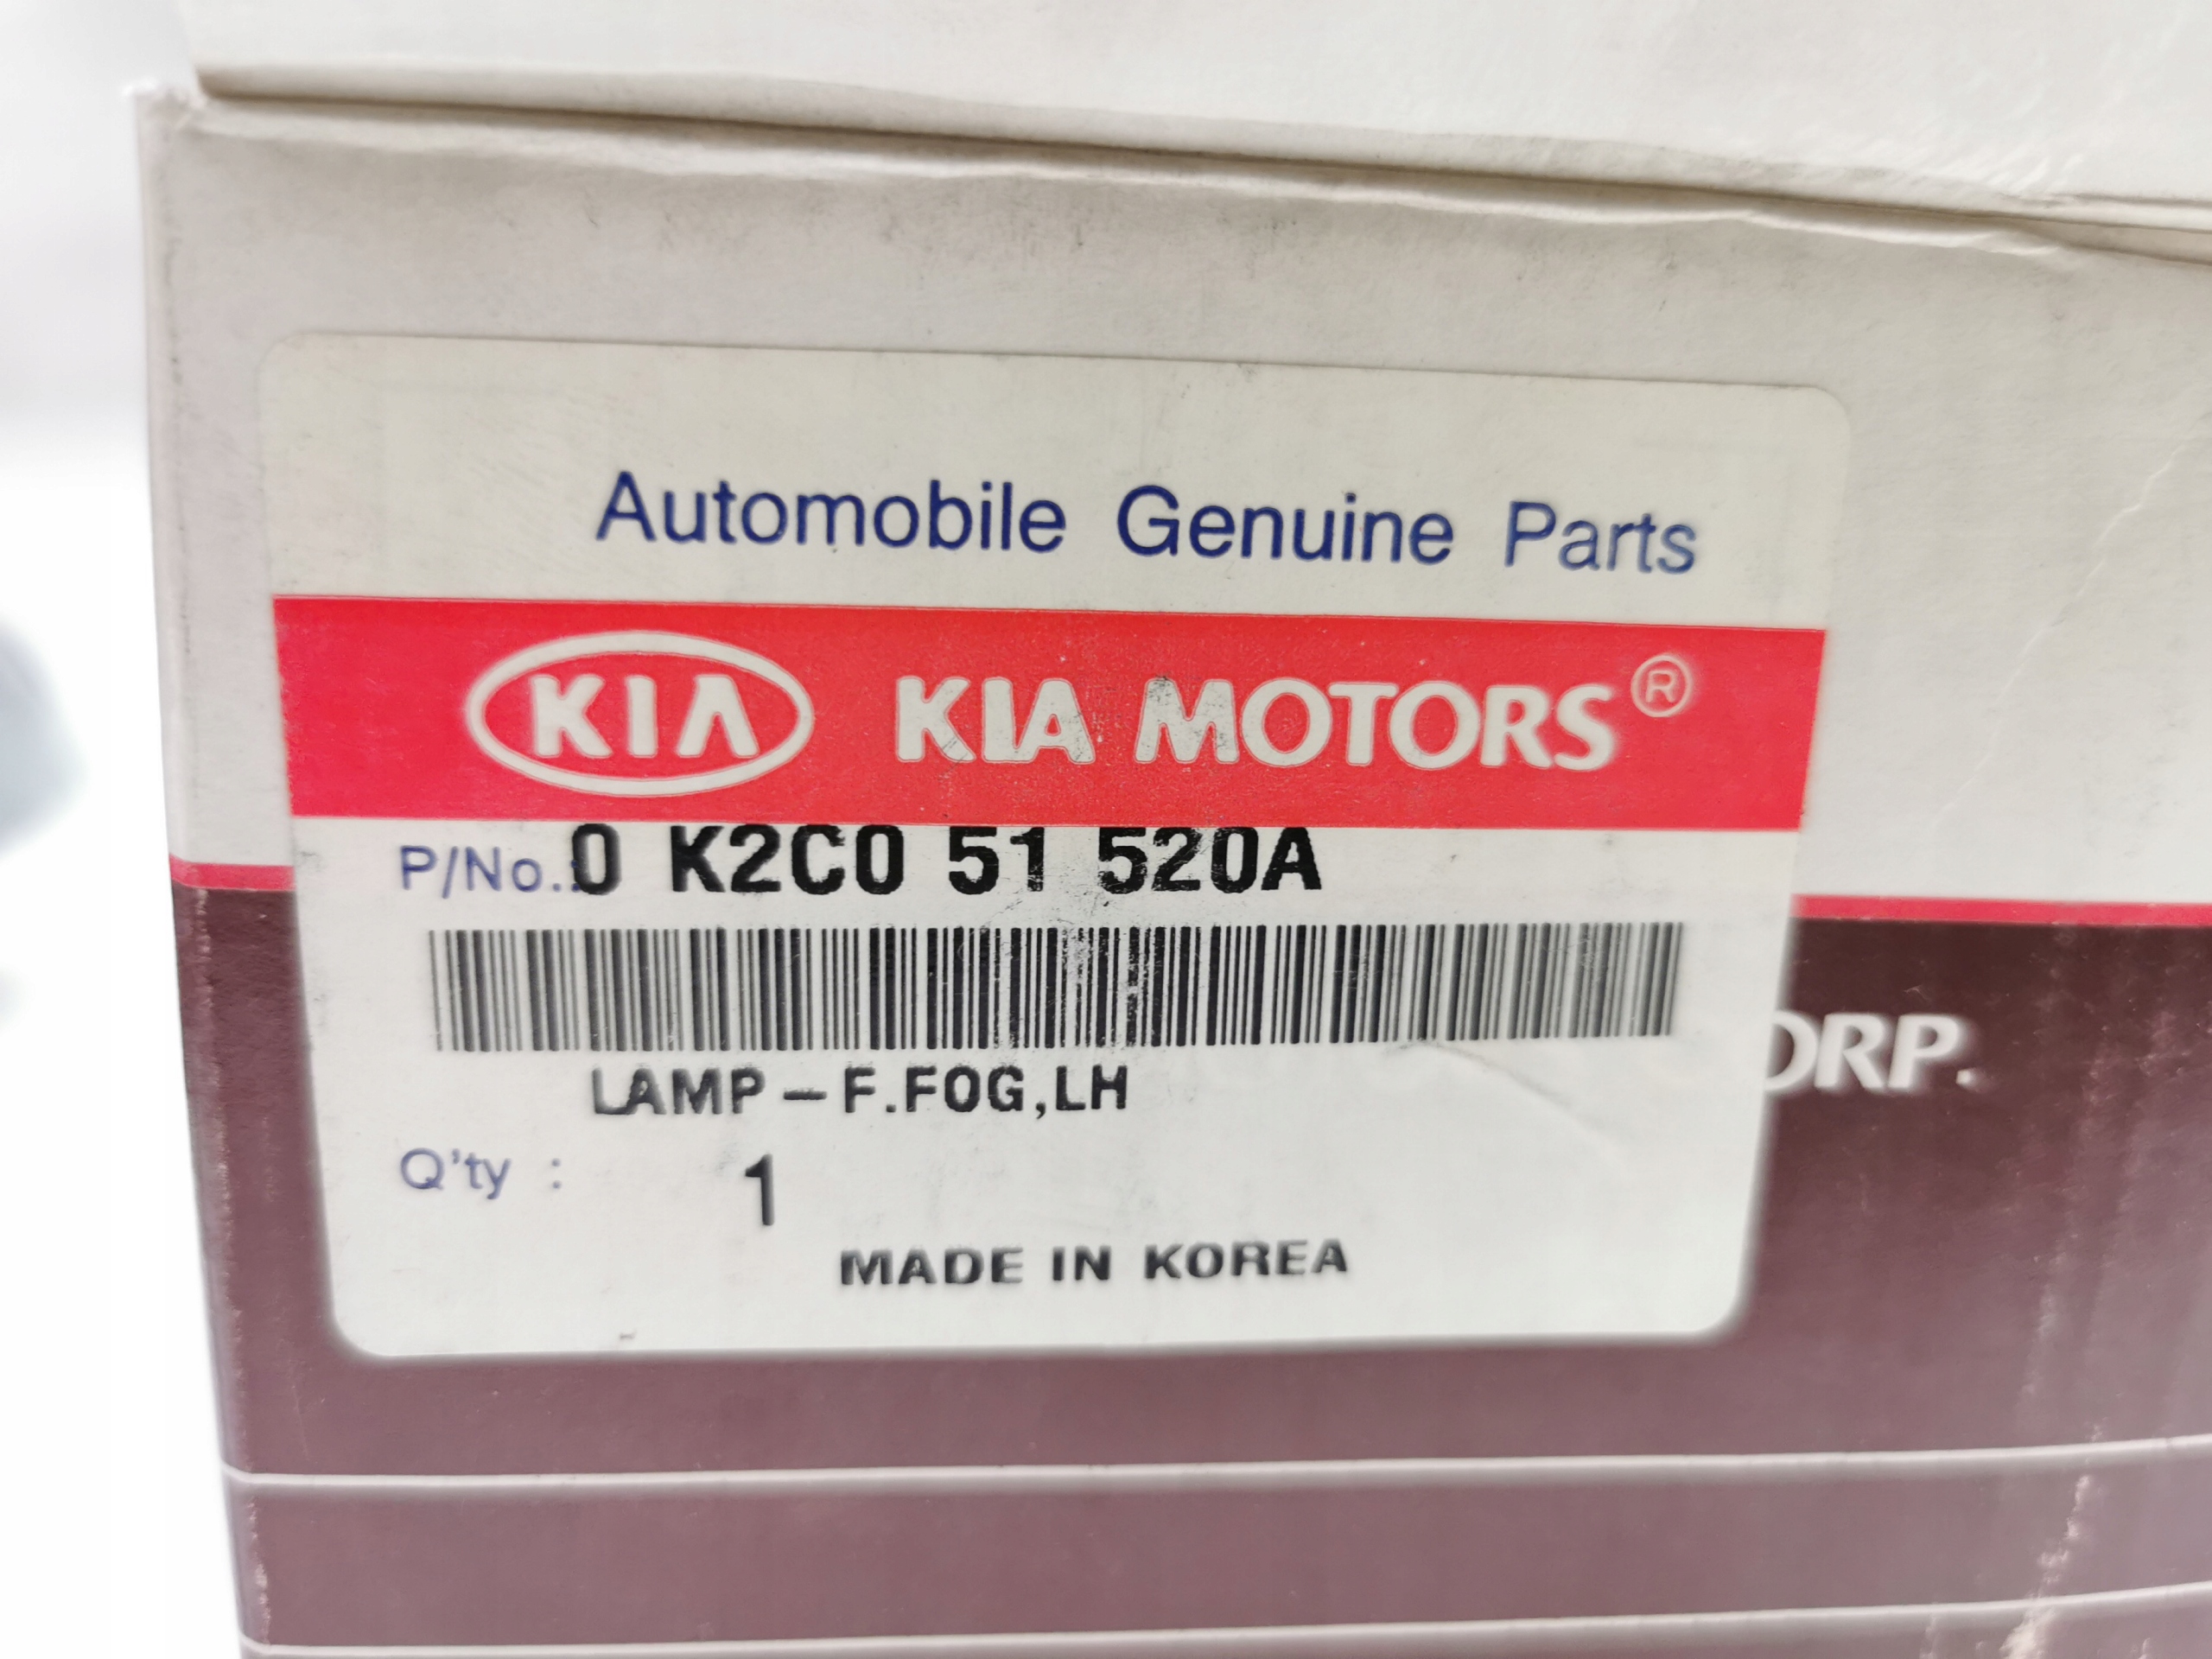 Automobile Genuine Parts
KIA KIA MOTORS®
P/No.: 0 K2C0 51 520A
LAMP-F.FOG,LH
ORP.
Q'ty : 1
MADE IN KOREA